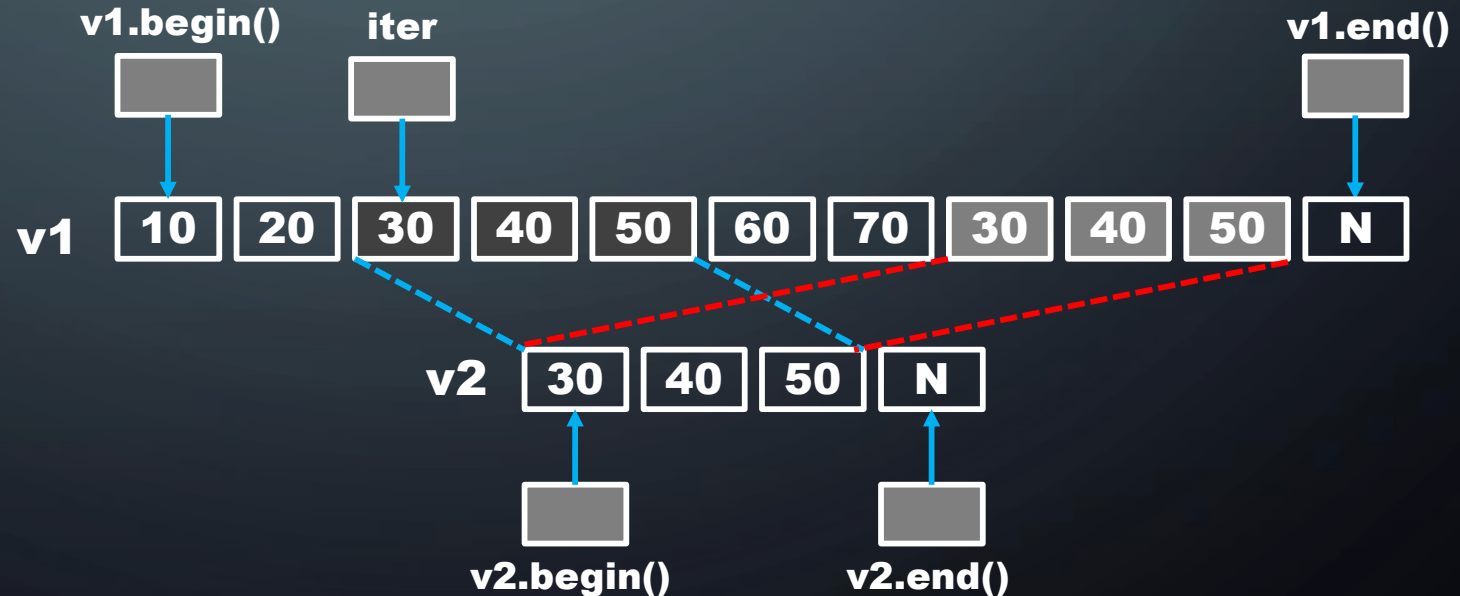 v1.begin() iter v1.end()
v1 10 20 30 40 50 60 70 30 40 50 N
v2 30 40 50 N
v2.begin() v2.end()